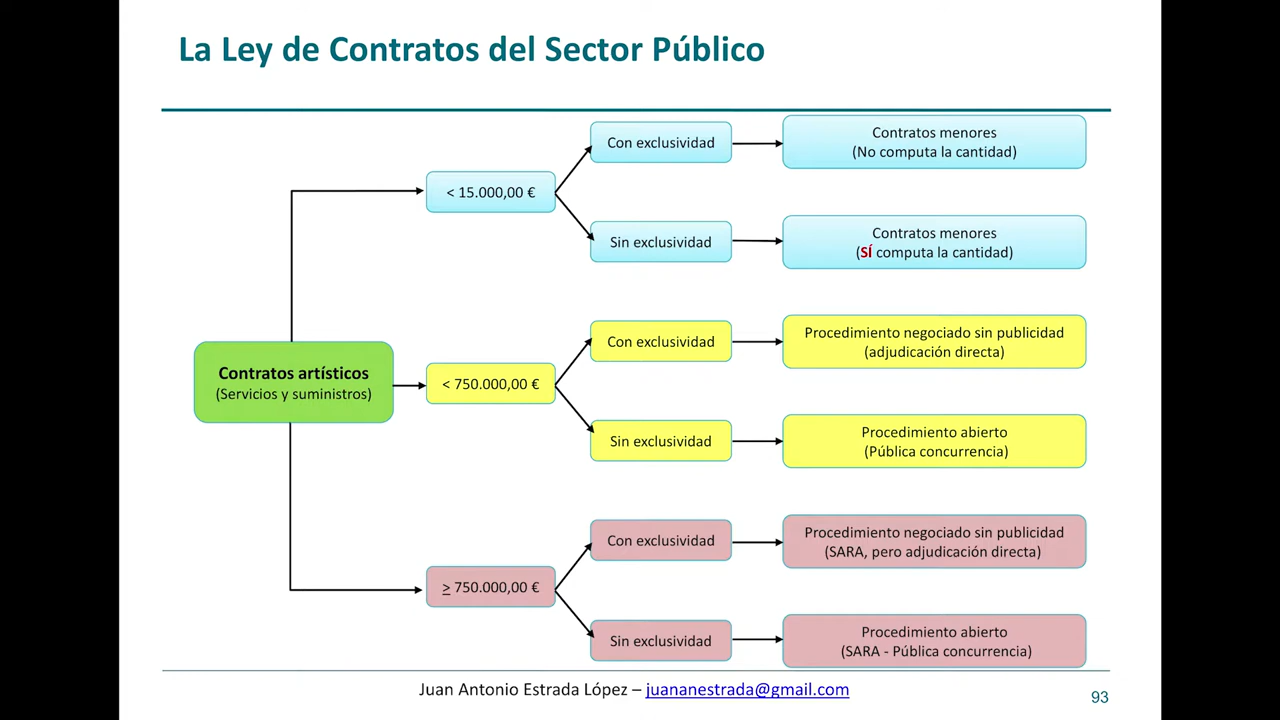 La Ley de Contratos del Sector Público
Con exclusividad
Contratos menores
(No computa la cantidad)
< 15.000,00 €
Sin exclusividad
Contratos menores
(SÍ computa la cantidad)
Contratos artísticos
(Servicios y suministros)
< 750.000,00 €
Con exclusividad
Procedimiento negociado sin publicidad
(adjudicación directa)
Sin exclusividad
Procedimiento abierto
(Pública concurrencia)
≥ 750.000,00 €
Con exclusividad
Procedimiento negociado sin publicidad
(SARA, pero adjudicación directa)
Sin exclusividad
Procedimiento abierto
(SARA - Pública concurrencia)
Juan Antonio Estrada López – juananestrada@gmail.com
93